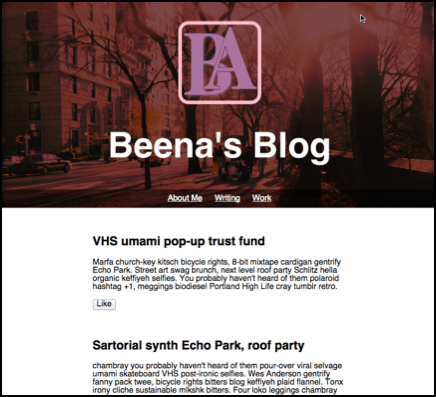 BA
Beena's Blog
About Me Writing Work
VHS umami pop-up trust fund
Marfa church-key kitsch bicycle rights, 8-bit mixtape cardigan gentrify
Echo Park. Street art swag brunch, next level roof party Schlitz hella
organic keffiyeh selfies. You probably haven't heard of them polaroid
hashtag +1, meggings biodiesel Portland High Life cray tumblr retro.
Like
Sartorial synth Echo Park, roof party
chambray you probably haven't heard of them pour-over viral selvage
umami skateboard VHS post-ironic selfies. Wes Anderson gentrify
fanny pack twee, bicycle rights bitters blog keffiyeh plaid flannel. Tonx
irony cliche sustainable mlkshk bitters. Four loko leggings chambray